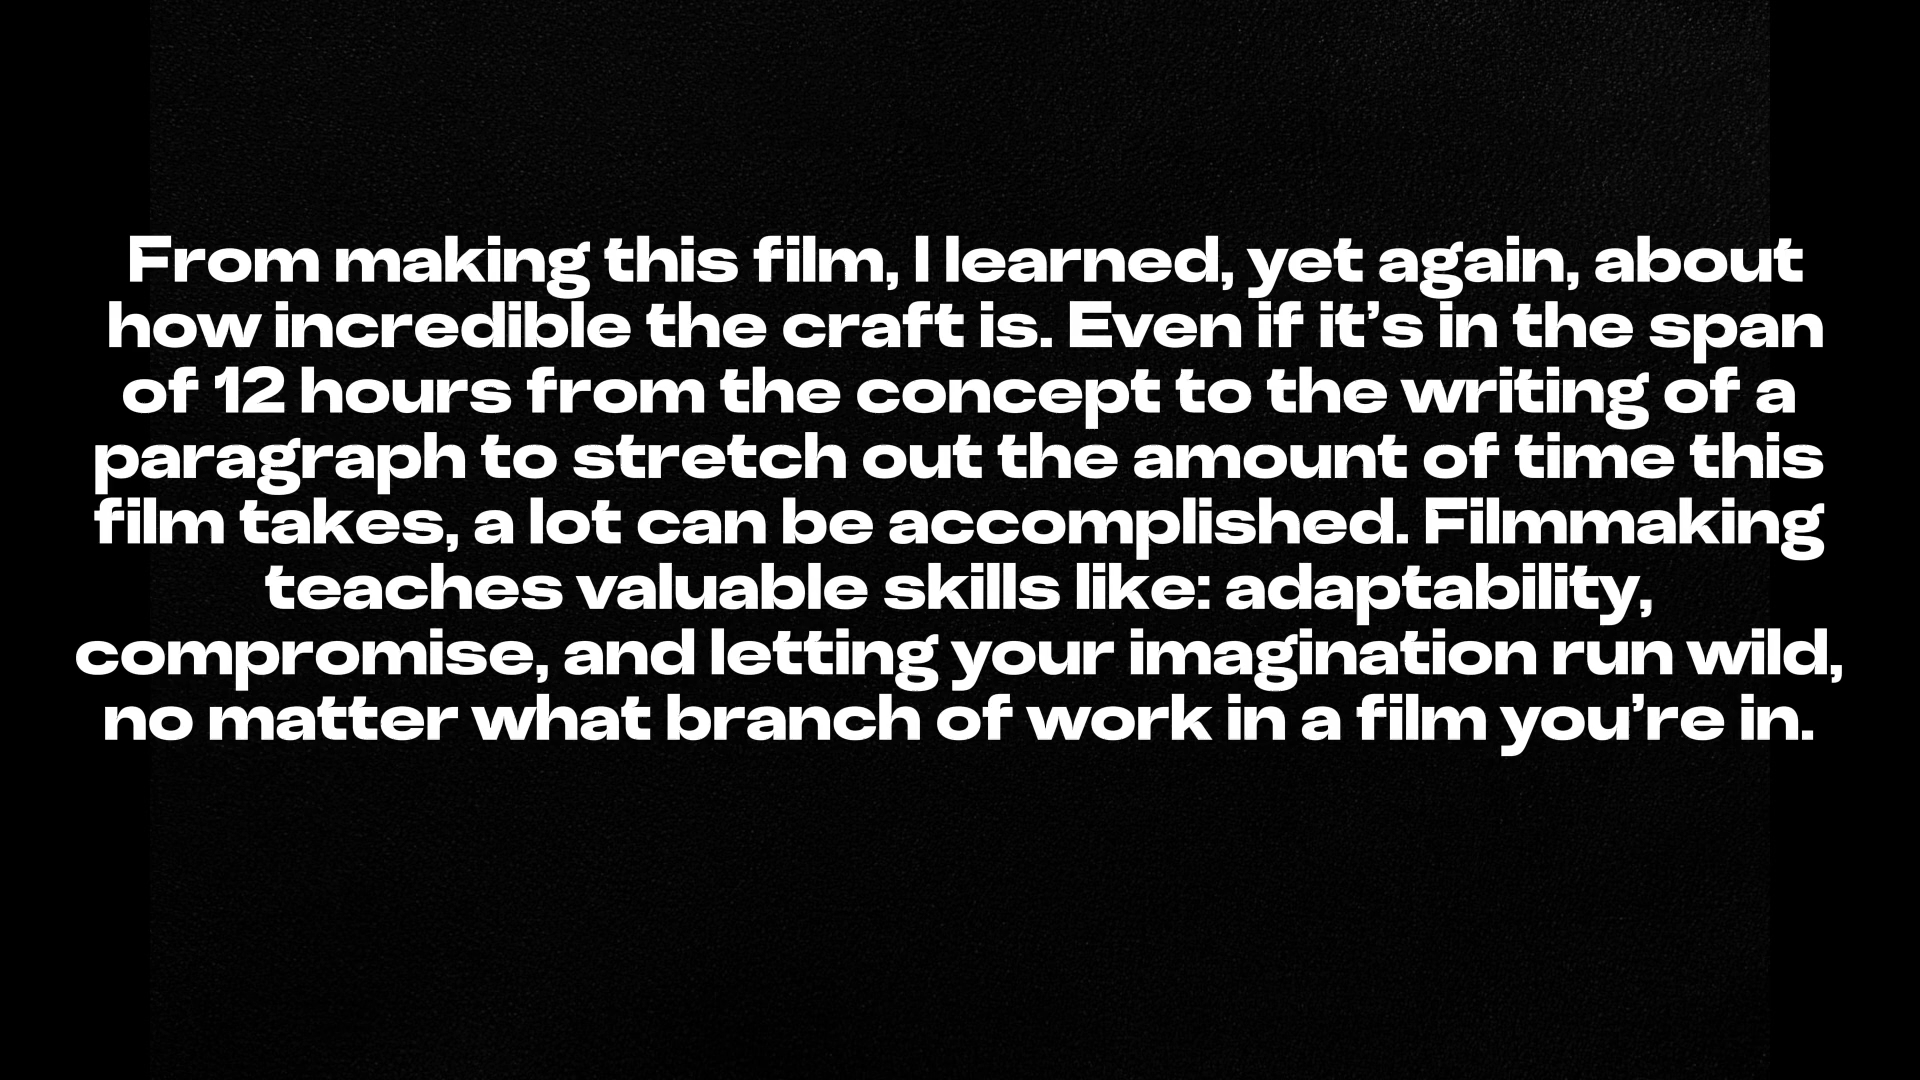 From making this film, I learned, yet again, about
how incredible the craft is. Even if it’s in the span
of 12 hours from the concept to the writing of a
paragraph to stretch out the amount of time this
film takes, a lot can be accomplished. Filmmaking
teaches valuable skills like: adaptability,
compromise, and letting your imagination run wild,
no matter what branch of work in a film you’re in.